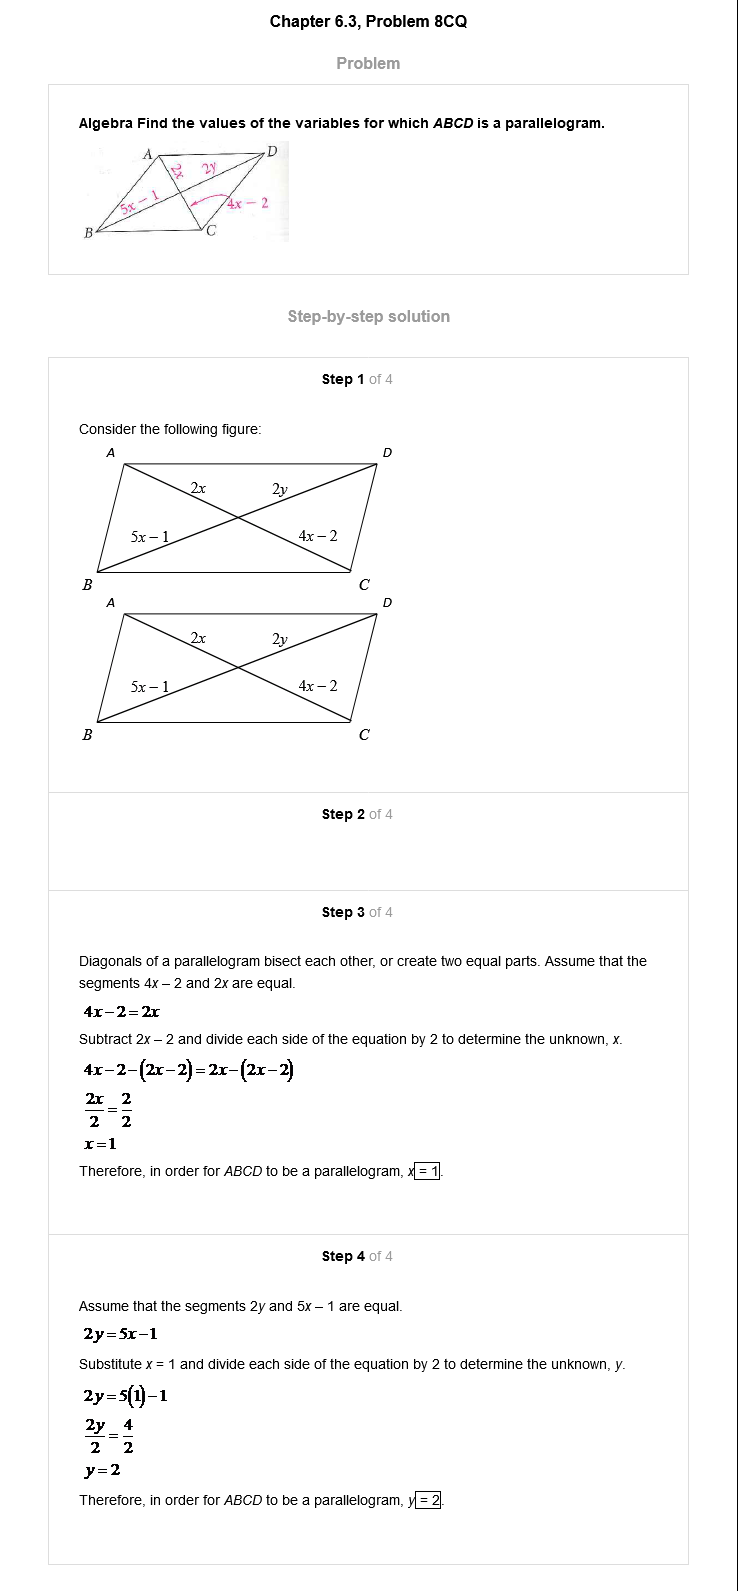 Chapter 6.3, Problem 8CQ
Problem
Algebra Find the values of the variables for which ABCD is a parallelogram.
A
D
2x
2y
5x − 1
4x − 2
B
C
Step-by-step solution
Step 1 of 4
Consider the following figure:
A
D
2x
2y
5x − 1
4x − 2
B
C
A
D
2x
2y
5x − 1
4x − 2
B
C
Step 2 of 4
Step 3 of 4
Diagonals of a parallelogram bisect each other, or create two equal parts. Assume that the
segments 4x – 2 and 2x are equal.
4x−2=2x
Subtract 2x – 2 and divide each side of the equation by 2 to determine the unknown, x.
4x−2−(2x−2)=2x−(2x−2)
2x/2=2/2
x=1
Therefore, in order for ABCD to be a parallelogram, x = 1.
Step 4 of 4
Assume that the segments 2y and 5x – 1 are equal.
2y=5x−1
Substitute x = 1 and divide each side of the equation by 2 to determine the unknown, y.
2y=5(1)−1
2y/2=4/2
y=2
Therefore, in order for ABCD to be a parallelogram, y = 2.